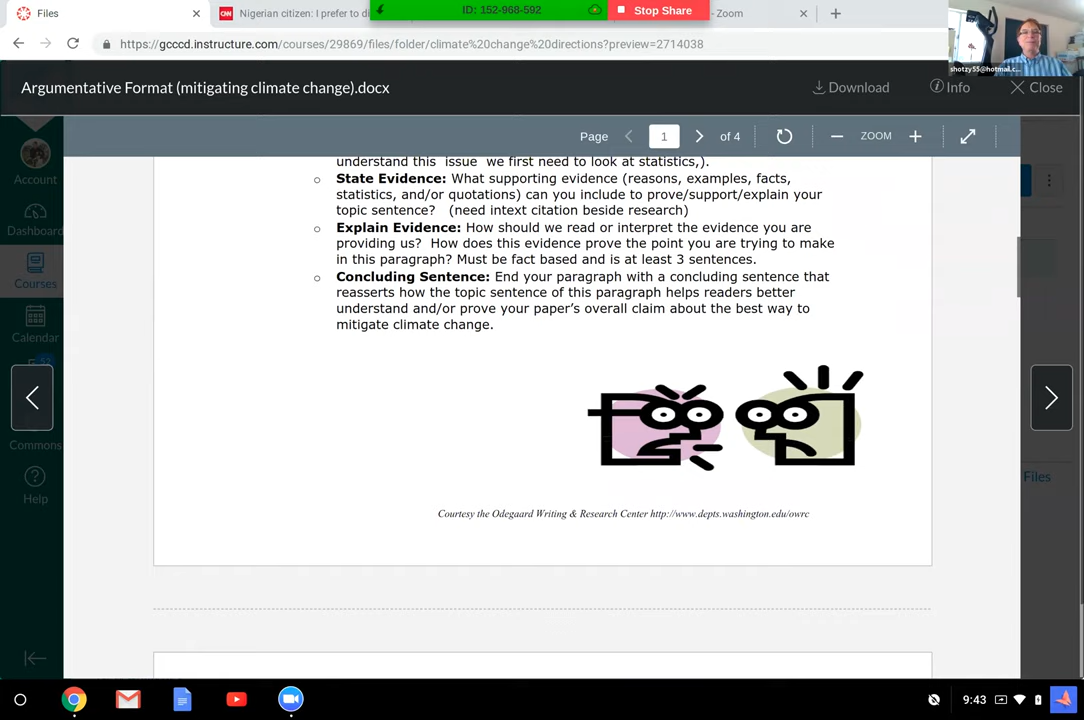 Files
Nigerian citizen: I prefer to di
ID: 152-968-592
Stop Share
- Zoom
https://gcccd.instructure.com/courses/29869/files/folder/climate%20change%20directions?preview=2714038
shotzy55@hotmail.c...
Argumentative Format (mitigating climate change).docx
Download
Info
Close
Page
1
of 4
ZOOM
understand this issue we first need to look at statistics,).
State Evidence: What supporting evidence (reasons, examples, facts,
statistics, and/or quotations) can you include to prove/support/explain your
topic sentence? (need intext citation beside research)
Explain Evidence: How should we read or interpret the evidence you are
providing us? How does this evidence prove the point you are trying to make
in this paragraph? Must be fact based and is at least 3 sentences.
Concluding Sentence: End your paragraph with a concluding sentence that
reasserts how the topic sentence of this paragraph helps readers better
understand and/or prove your paper's overall claim about the best way to
mitigate climate change.
Courtesy the Odegaard Writing & Research Center http://www.depts.washington.edu/owrc
Account
Dashboard
Courses
Calendar
52
Commons
Help
Files
9:43